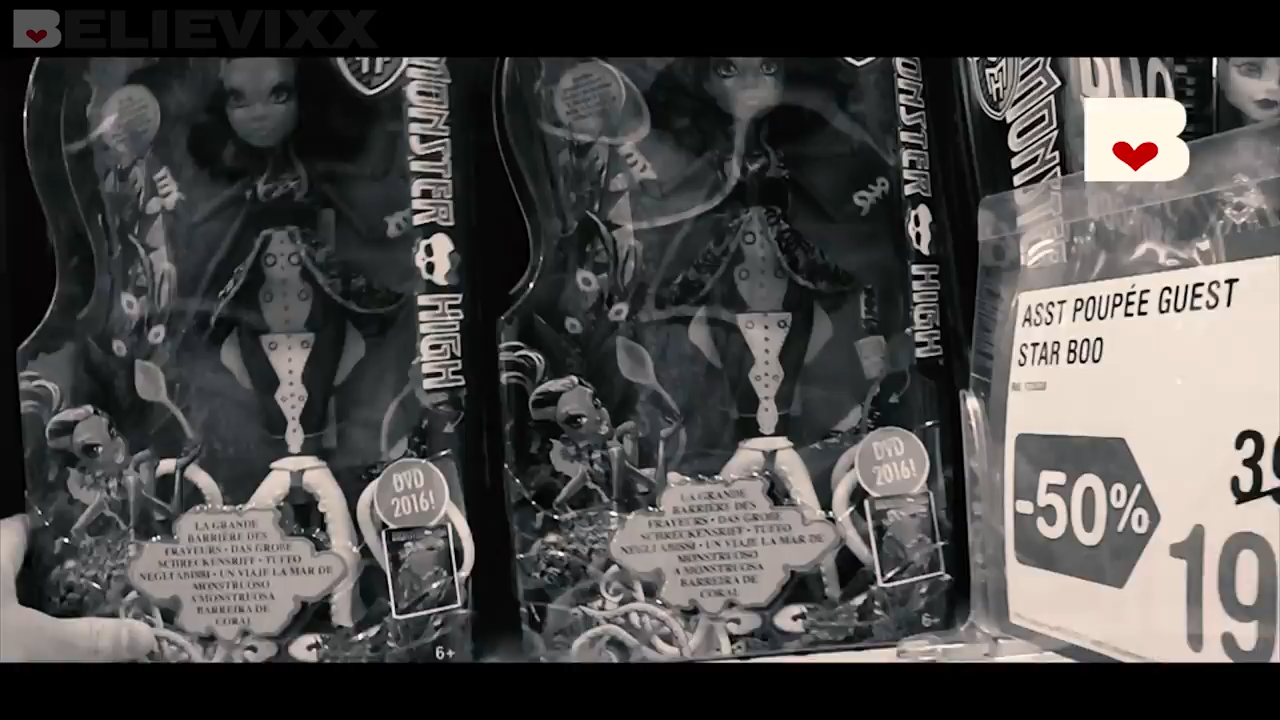 BELIEVIXX
MONSTER HIGH
DVD
2016!
LA GRANDE
BARRIÈRE DES
FRAYEURS • DAS GROßE
SCHRECKENSRIFF • TUFFO
NEGLI ABISSI • UN VIAJE LA MAR DE
MONSTRUOSO
A MONSTRUOSA
BARREIRA DE
CORAL
6+
MONSTER HIGH
DVD
2016!
LA GRANDE
BARRIÈRE DES
FRAYEURS • DAS GROßE
SCHRECKENSRIFF • TUFFO
NEGLI ABISSI • UN VIAJE LA MAR DE
MONSTRUOSO
A MONSTRUOSA
BARREIRA DE
CORAL
6+
B
ASST POUPÉE GUEST
STAR BOO
-50%
19